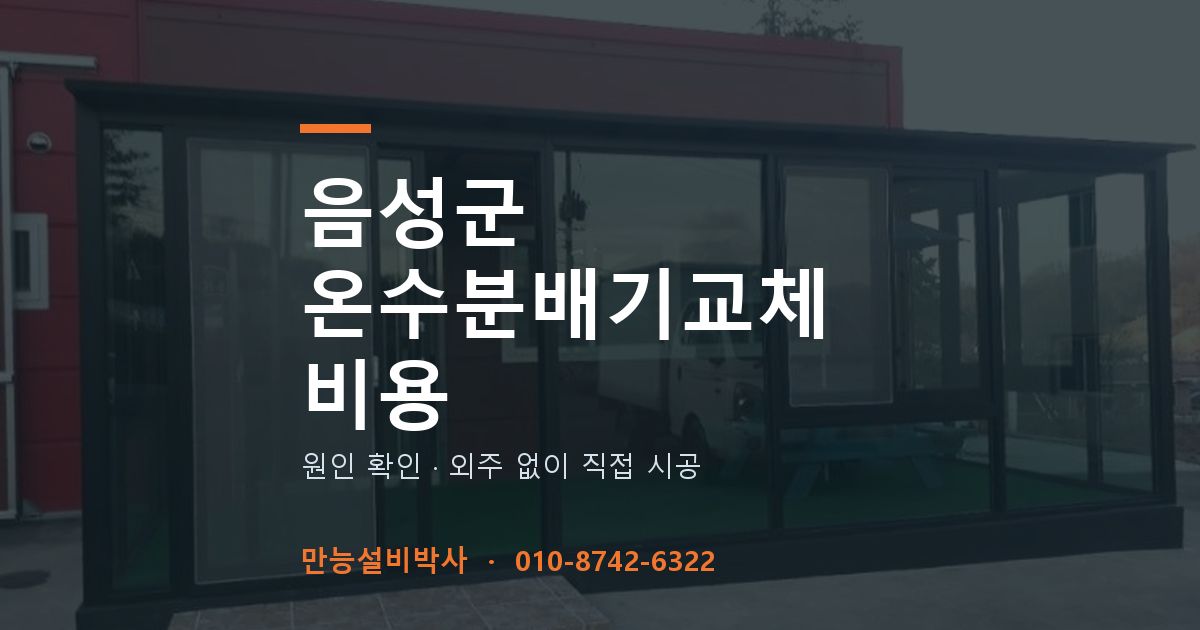 음성군
온수분배기교체
비용
원인 확인 · 외주 없이 직접 시공
만능설비박사 · 010-8742-6322